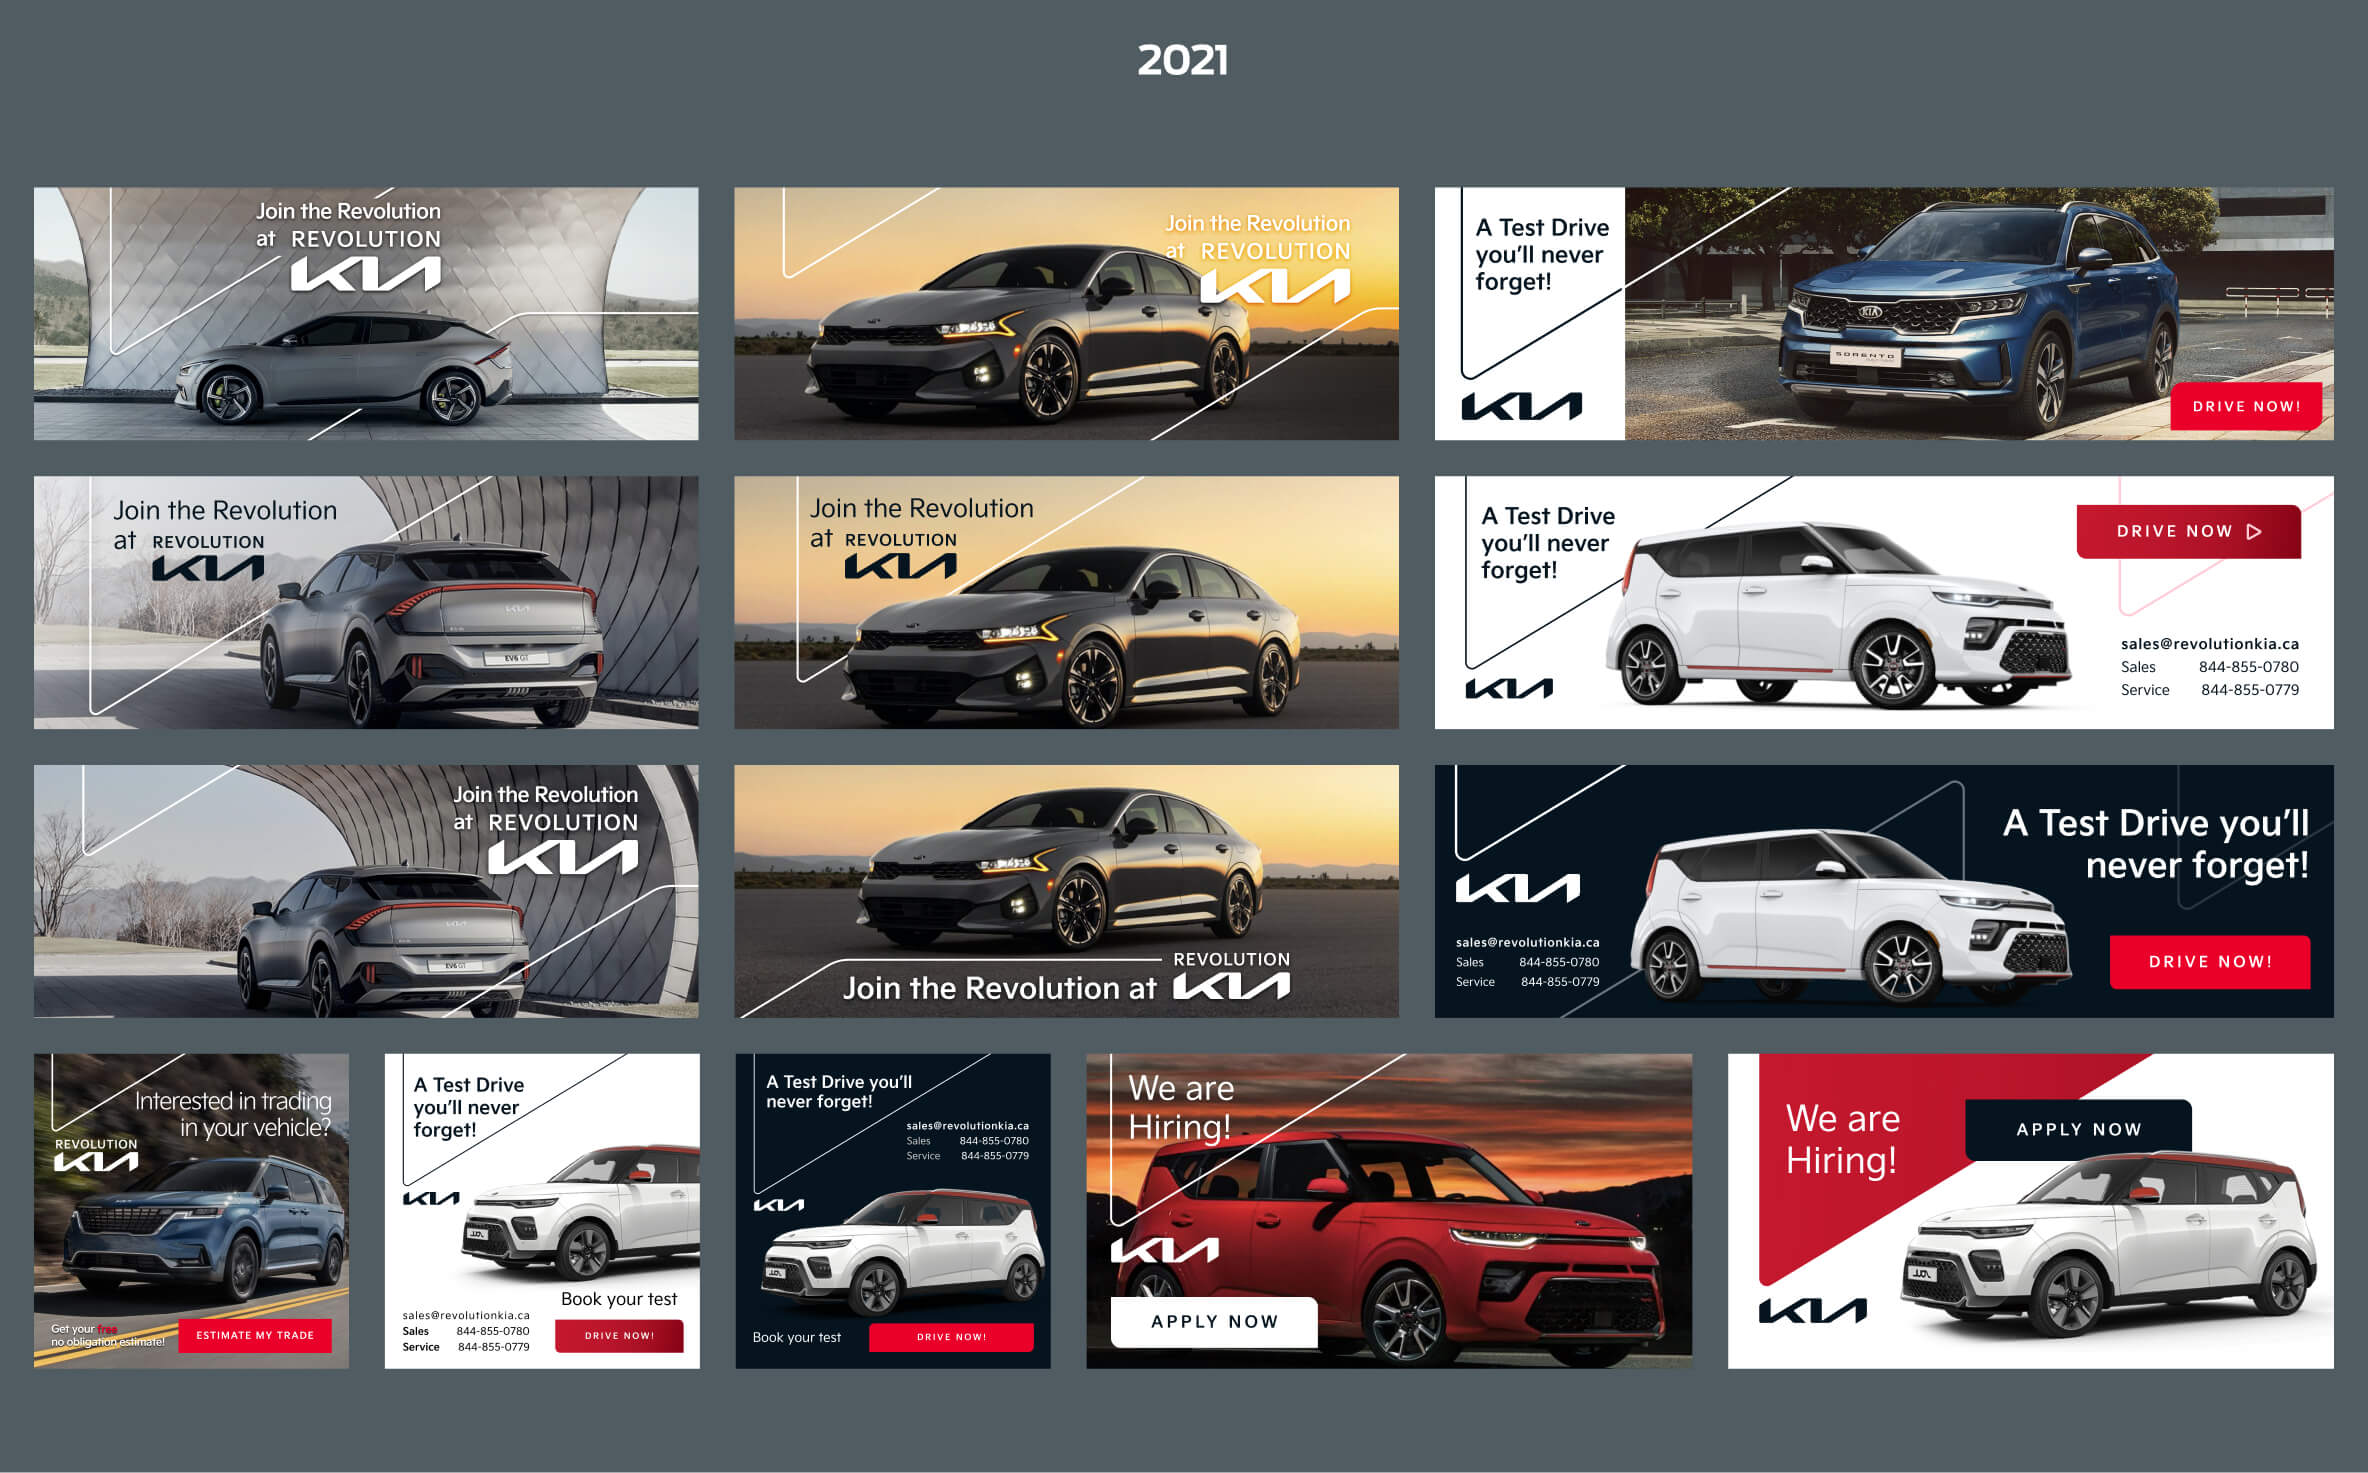 2021
Join the Revolution
at REVOLUTION
KIA
Join the Revolution
at REVOLUTION
KIA
A Test Drive
you'll never
forget!
KIA
KIA
SORENTO
DRIVE NOW!
Join the Revolution
at REVOLUTION
KIA
KIA
EV6 GT
Join the Revolution
at REVOLUTION
KIA
A Test Drive
you'll never
forget!
KIA
DRIVE NOW
sales@revolutionkia.ca
Sales 844-855-0780
Service 844-855-0779
Join the Revolution
at REVOLUTION
KIA
KIA
EV6 GT
REVOLUTION
Join the Revolution at KIA
KIA
sales@revolutionkia.ca
Sales 844-855-0780
Service 844-855-0779
A Test Drive you'll
never forget!
DRIVE NOW!
Interested in trading
in your vehicle?
REVOLUTION
KIA
Get your free
no obligation estimate!
ESTIMATE MY TRADE
A Test Drive
you'll never
forget!
KIA
sales@revolutionkia.ca
Sales 844-855-0780
Service 844-855-0779
Book your test
DRIVE NOW!
A Test Drive you'll
never forget!
sales@revolutionkia.ca
Sales 844-855-0780
Service 844-855-0779
KIA
Book your test
DRIVE NOW!
We are
Hiring!
KIA
APPLY NOW
We are
Hiring!
APPLY NOW
KIA